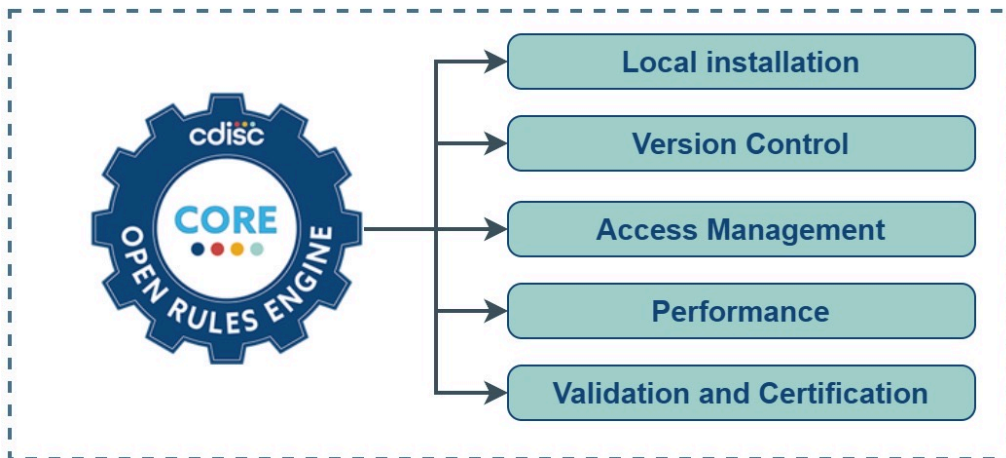 cdisc
CORE
OPEN RULES ENGINE
Local installation
Version Control
Access Management
Performance
Validation and Certification